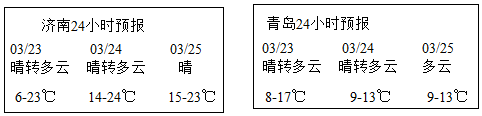 济南24小时预报
03/23 03/24 03/25
晴转多云 晴转多云 晴
6-23℃ 14-24℃ 15-23℃
青岛24小时预报
03/23 03/24 03/25
晴转多云 晴转多云 多云
8-17℃ 9-13℃ 9-13℃